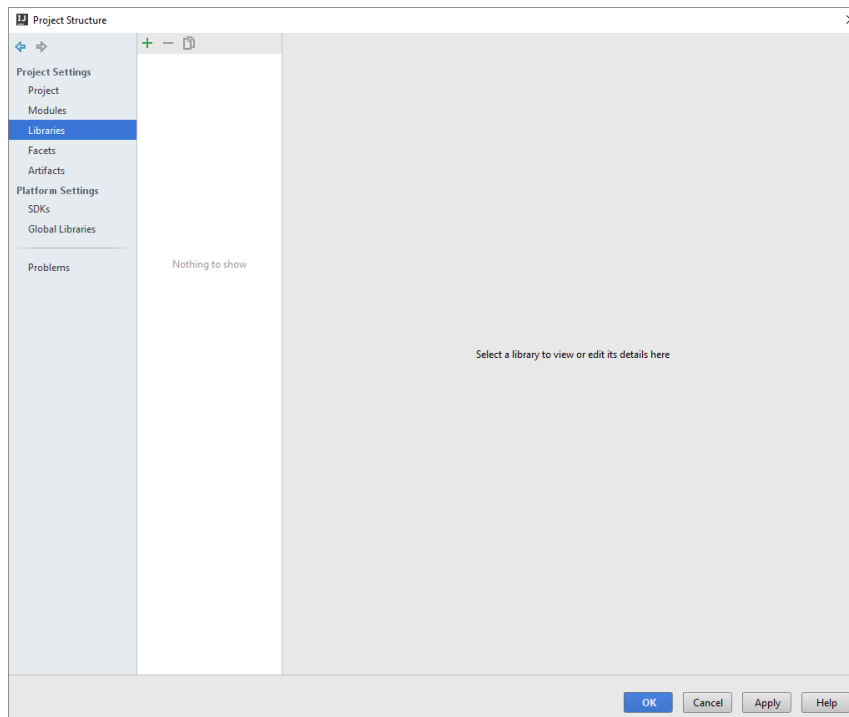 Project Structure
Project Settings
Project
Modules
Libraries
Facets
Artifacts
Platform Settings
SDKs
Global Libraries
Problems
Nothing to show
Select a library to view or edit its details here
OK
Cancel
Apply
Help